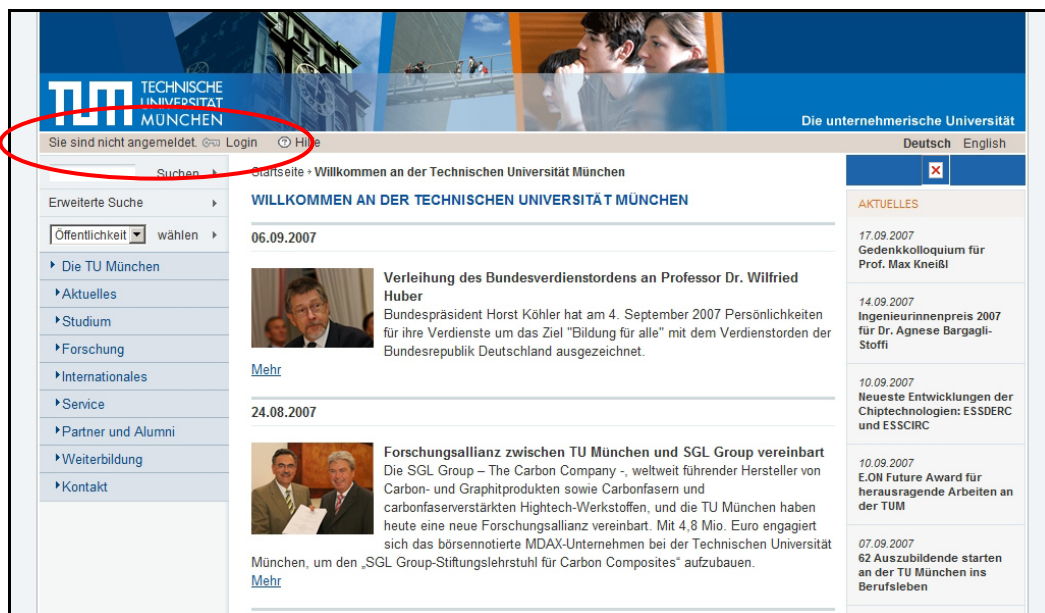 TUM TECHNISCHE
UNIVERSITÄT
MÜNCHEN
Die unternehmerische Universität
Sie sind nicht angemeldet. Login Hilfe
Deutsch English
Suchen
Erweiterte Suche
Öffentlichkeit wählen
Die TU München
Aktuelles
Studium
Forschung
Internationales
Service
Partner und Alumni
Weiterbildung
Kontakt
Startseite Willkommen an der Technischen Universität München
WILLKOMMEN AN DER TECHNISCHEN UNIVERSITÄT MÜNCHEN
06.09.2007
Verleihung des Bundesverdienstordens an Professor Dr. Wilfried
Huber
Bundespräsident Horst Köhler hat am 4. September 2007 Persönlichkeiten
für ihre Verdienste um das Ziel "Bildung für alle" mit dem Verdienstorden der
Bundesrepublik Deutschland ausgezeichnet.
Mehr
24.08.2007
Forschungsallianz zwischen TU München und SGL Group vereinbart
Die SGL Group – The Carbon Company -, weltweit führender Hersteller von
Carbon- und Graphitprodukten sowie Carbonfasern und
carbonfaserverstärkten Hightech-Werkstoffen, und die TU München haben
heute eine neue Forschungsallianz vereinbart. Mit 4,8 Mio. Euro engagiert
sich das börsennotierte MDAX-Unternehmen bei der Technischen Universität
München, um den „SGL Group-Stiftungslehrstuhl für Carbon Composites“ aufzubauen.
Mehr
AKTUELLES
17.09.2007
Gedenkkolloquium für
Prof. Max Kneißl
14.09.2007
Ingenieurinnenpreis 2007
für Dr. Agnese Bargagli-
Stoffi
10.09.2007
Neueste Entwicklungen der
Chiptechnologien: ESSDERC
und ESSCIRC
10.09.2007
E.ON Future Award für
herausragende Arbeiten an
der TUM
07.09.2007
62 Auszubildende starten
an der TU München ins
Berufsleben